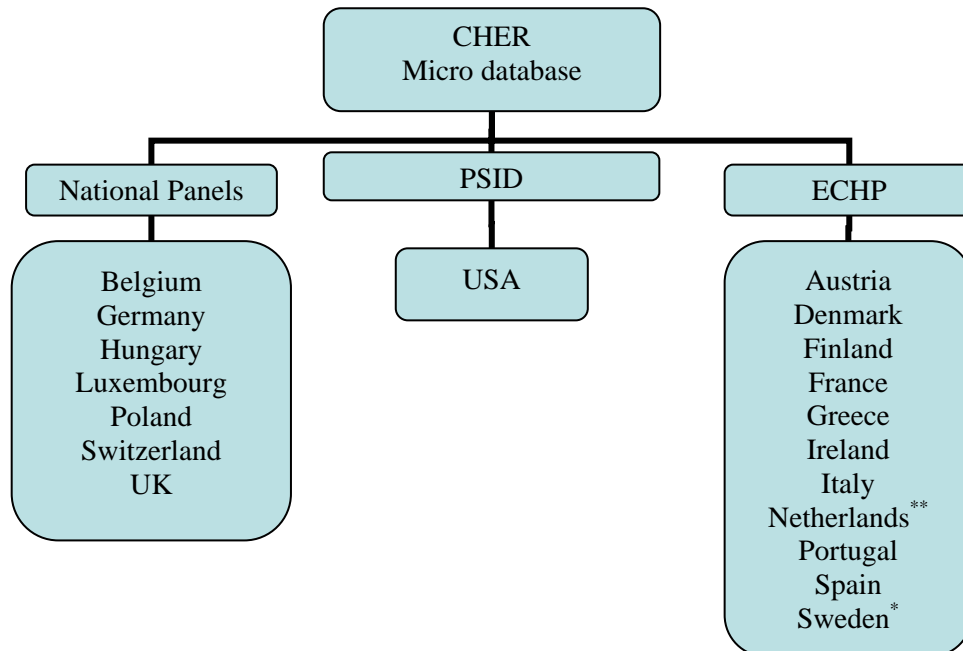 CHER
Micro database
National Panels
PSID
ECHP
Belgium
Germany
Hungary
Luxembourg
Poland
Switzerland
UK
USA
Austria
Denmark
Finland
France
Greece
Ireland
Italy
Netherlands**
Portugal
Spain
Sweden*